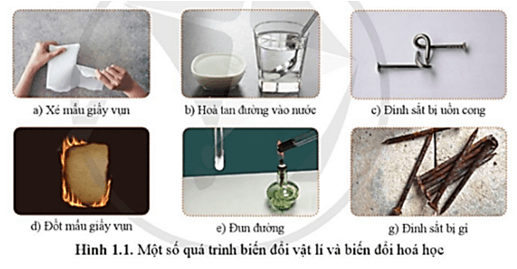 a) Xé mẩu giấy vụn
b) Hoà tan đường vào nước
c) Đinh sắt bị uốn cong
d) Đốt mẩu giấy vụn
e) Đun đường
g) Đinh sắt bị gỉ
Hình 1.1. Một số quá trình biến đổi vật lí và biến đổi hoá học